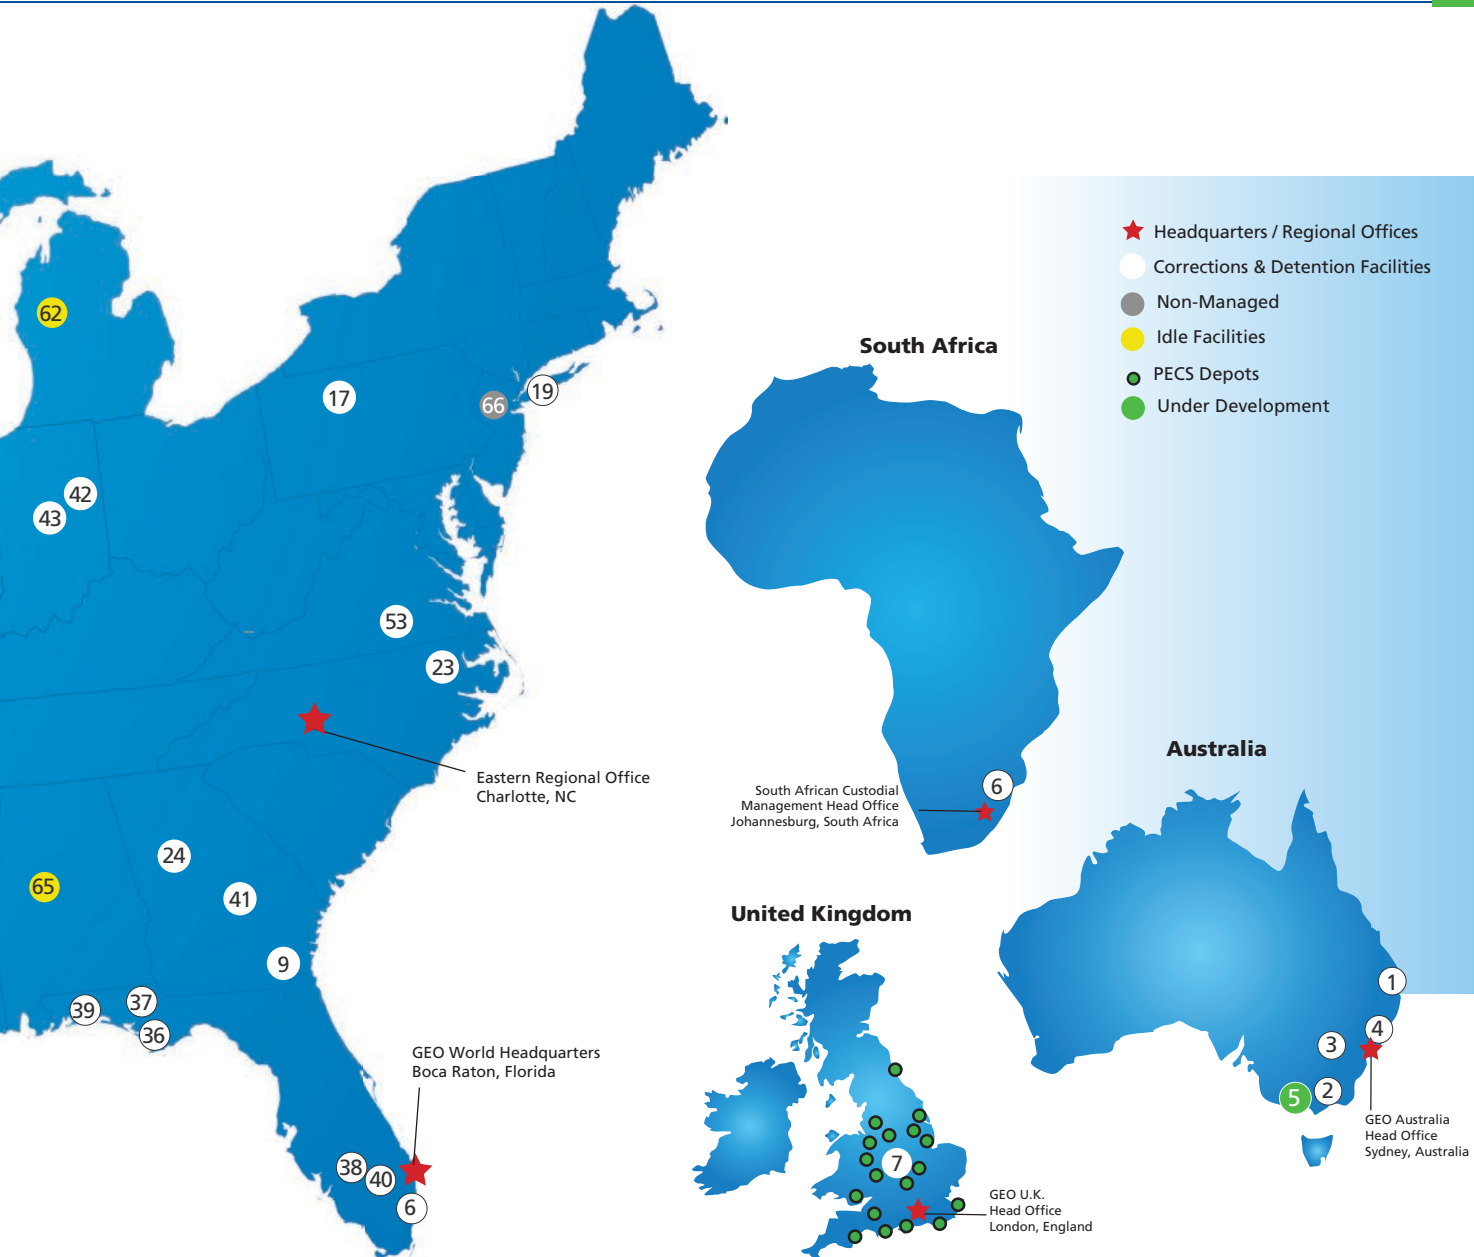 Headquarters / Regional Offices
Corrections & Detention Facilities
Non-Managed
Idle Facilities
PECS Depots
Under Development
62
17
66
19
42
43
53
23
Eastern Regional Office
Charlotte, NC
24
65
41
9
39
37
36
GEO World Headquarters
Boca Raton, Florida
38
40
6
South Africa
6
South African Custodial
Management Head Office
Johannesburg, South Africa
United Kingdom
7
GEO U.K.
Head Office
London, England
Australia
1
4
3
2
5
GEO Australia
Head Office
Sydney, Australia